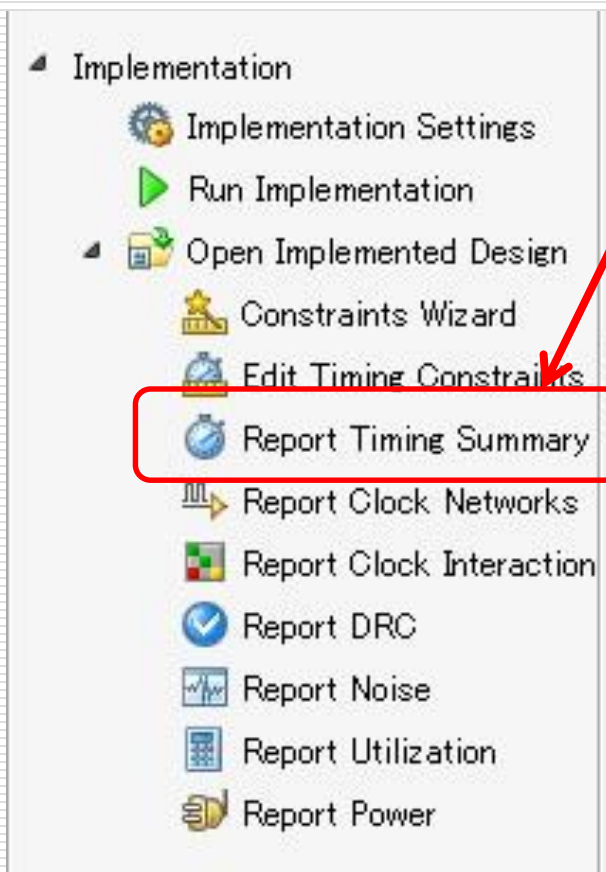 Implementation
Implementation Settings
Run Implementation
Open Implemented Design
Constraints Wizard
Edit Timing Constraints
Report Timing Summary
Report Clock Networks
Report Clock Interaction
Report DRC
Report Noise
Report Utilization
Report Power